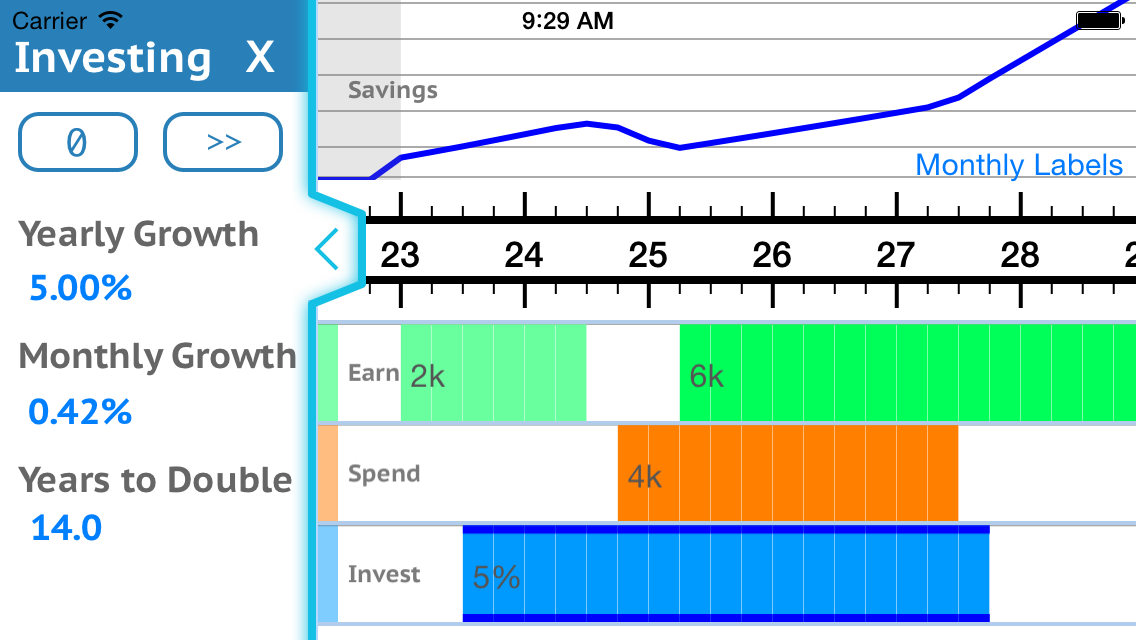 Carrier 9:29 AM
Investing X
0 >>
Yearly Growth
5.00%
Monthly Growth
0.42%
Years to Double
14.0
Savings
Monthly Labels
23 24 25 26 27 28
Earn 2k 6k
Spend 4k
Invest 5%